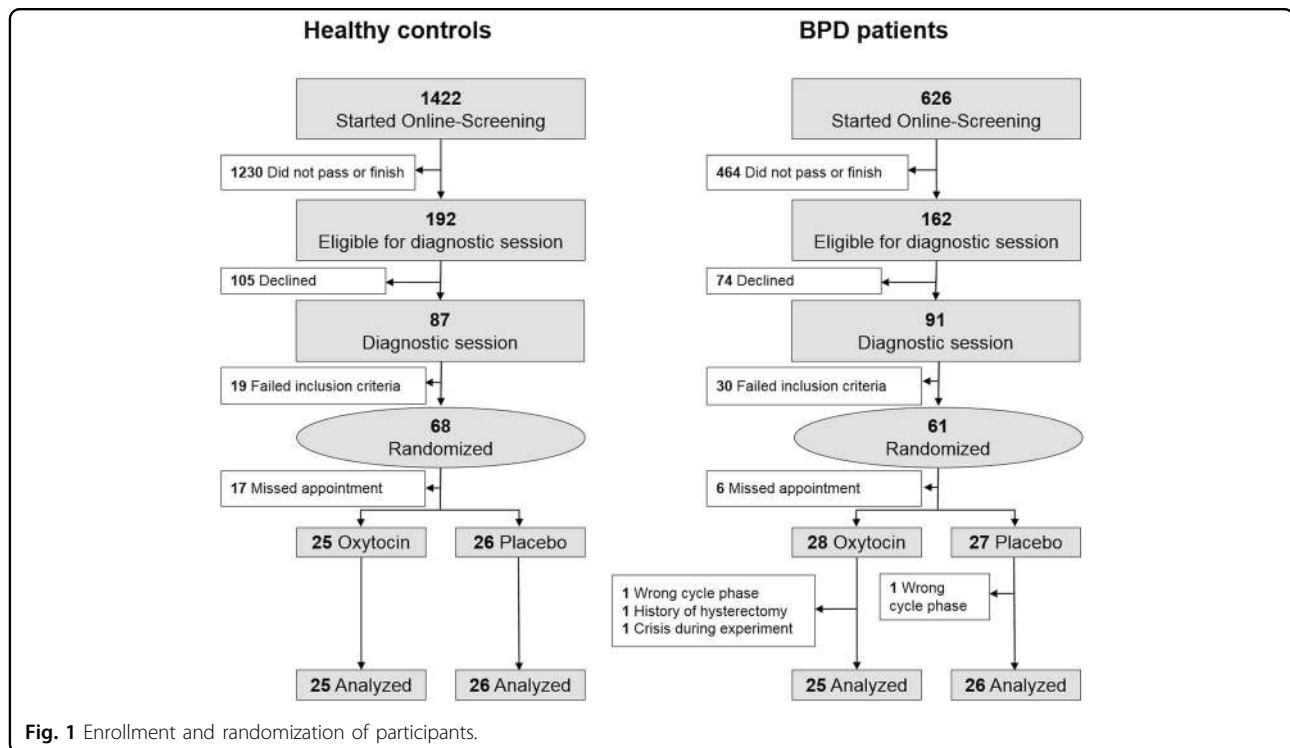 Healthy controls
1422
Started Online-Screening
1230 Did not pass or finish
192
Eligible for diagnostic session
105 Declined
87
Diagnostic session
19 Failed inclusion criteria
68
Randomized
17 Missed appointment
25 Oxytocin
26 Placebo
25 Analyzed
26 Analyzed
BPD patients
626
Started Online-Screening
464 Did not pass or finish
162
Eligible for diagnostic session
74 Declined
91
Diagnostic session
30 Failed inclusion criteria
61
Randomized
6 Missed appointment
28 Oxytocin
27 Placebo
1 Wrong cycle phase
1 History of hysterectomy
1 Crisis during experiment
1 Wrong
cycle phase
25 Analyzed
26 Analyzed
Fig. 1 Enrollment and randomization of participants.